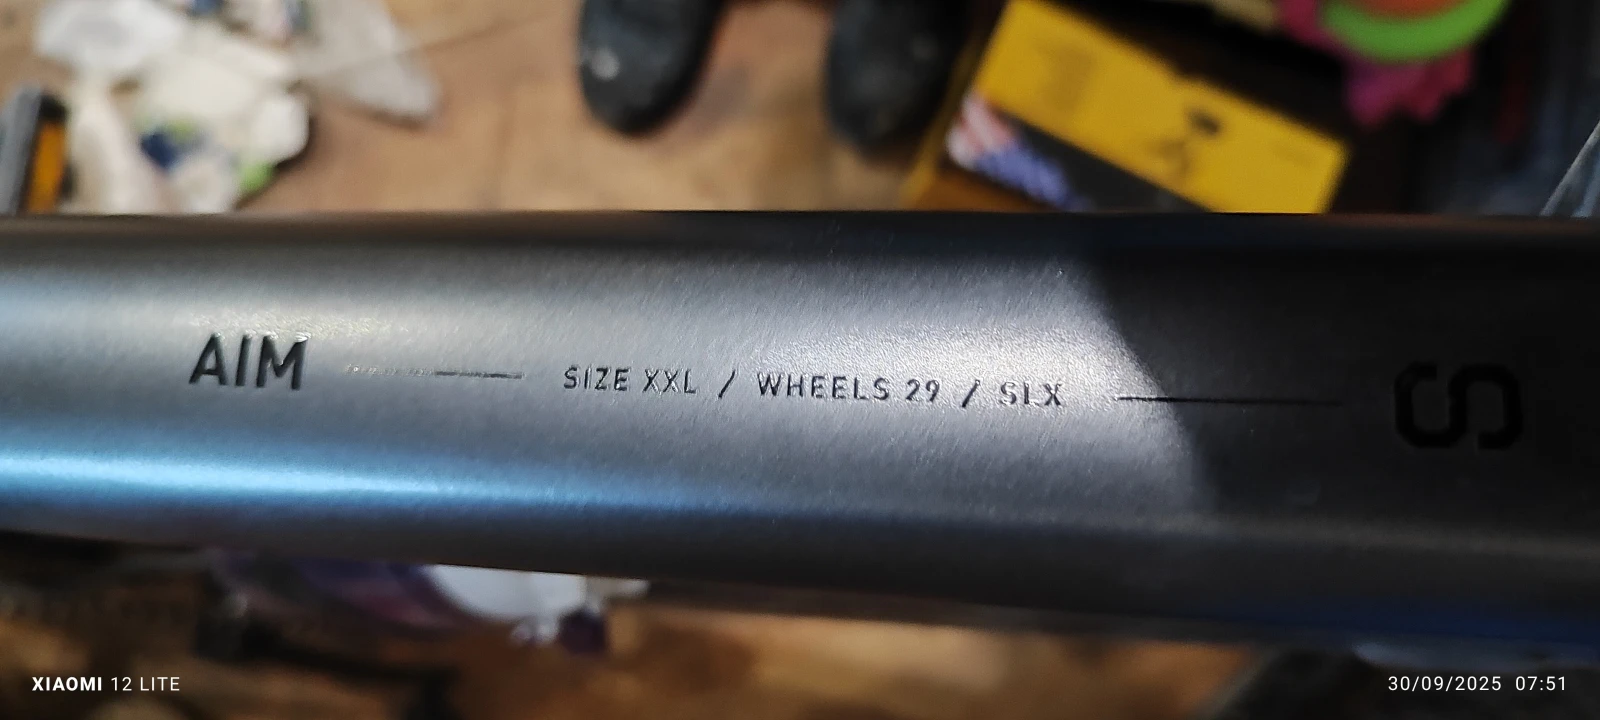 AIM SIZE XXL / WHEELS 29 / SLX S
XIAOMI 12 LITE
30/09/2025 07:51